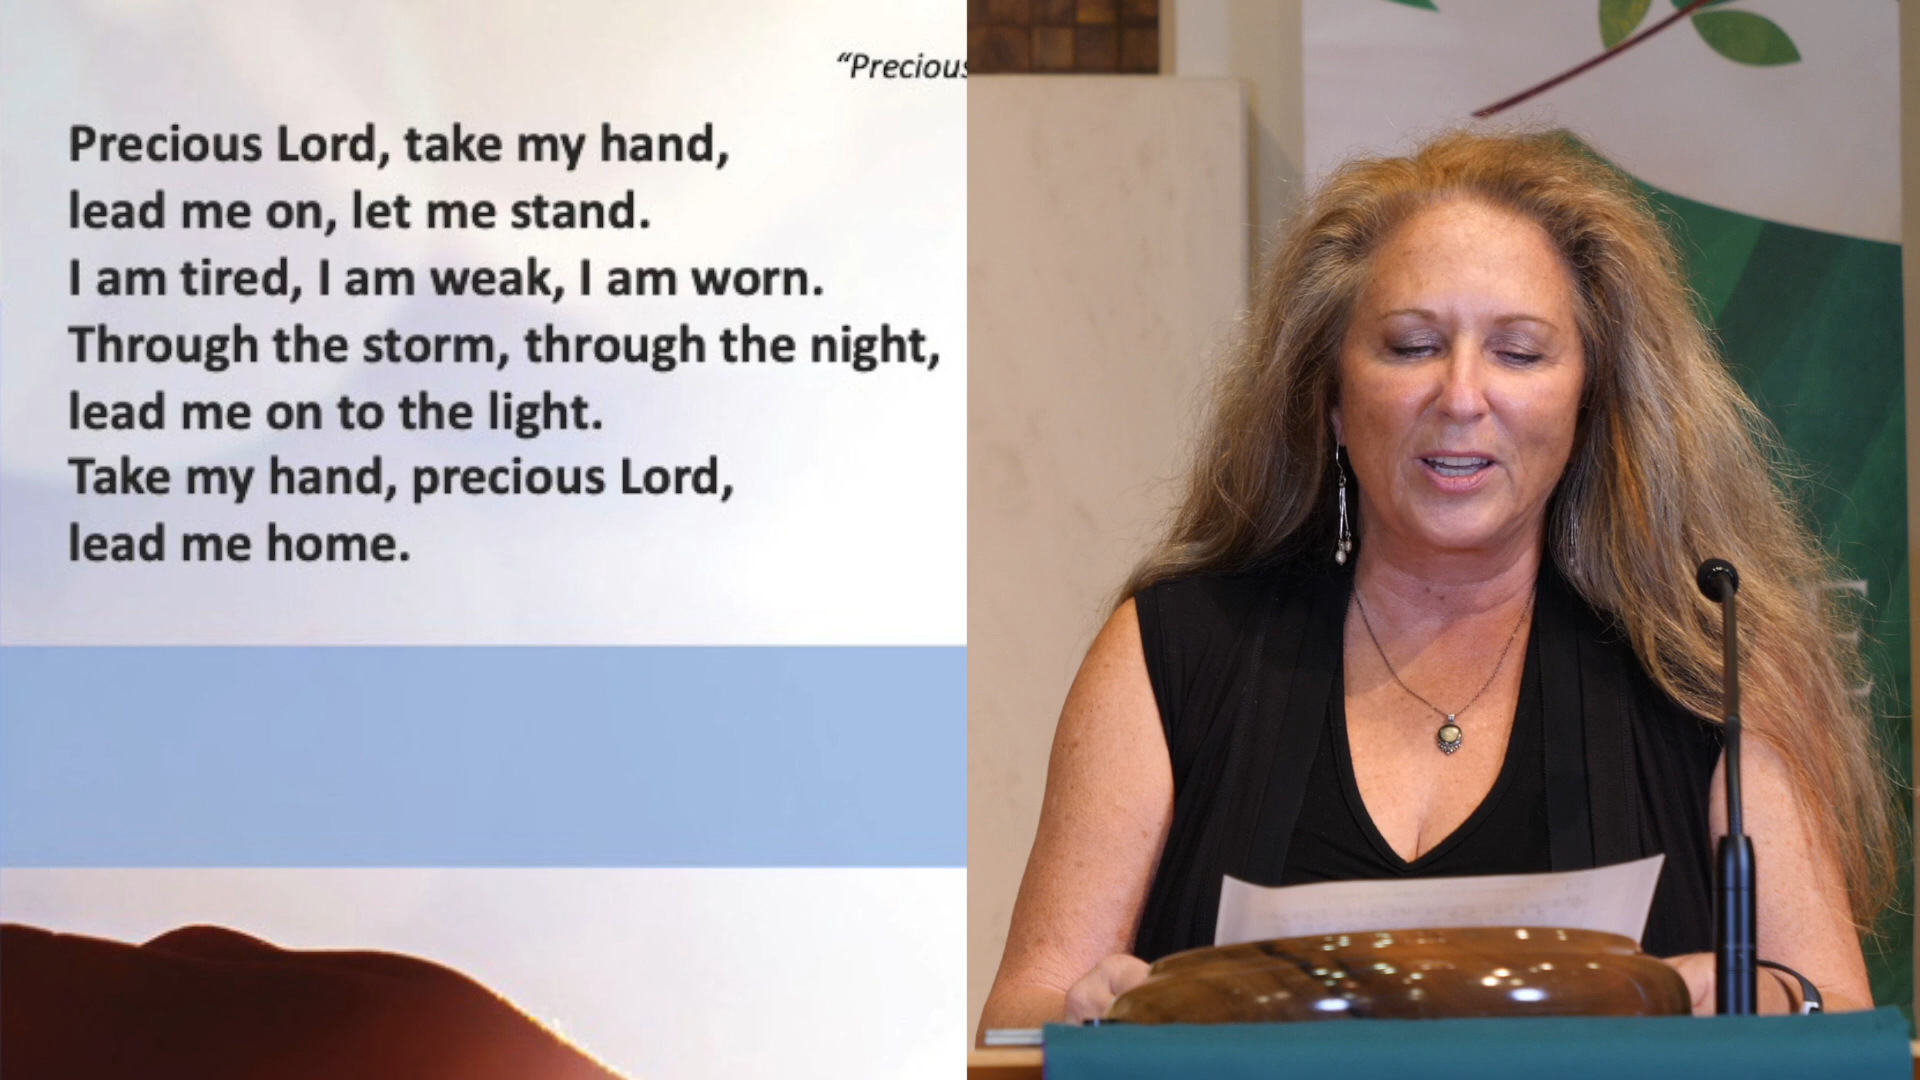 “Precious
Precious Lord, take my hand,
lead me on, let me stand.
I am tired, I am weak, I am worn.
Through the storm, through the night,
lead me on to the light.
Take my hand, precious Lord,
lead me home.